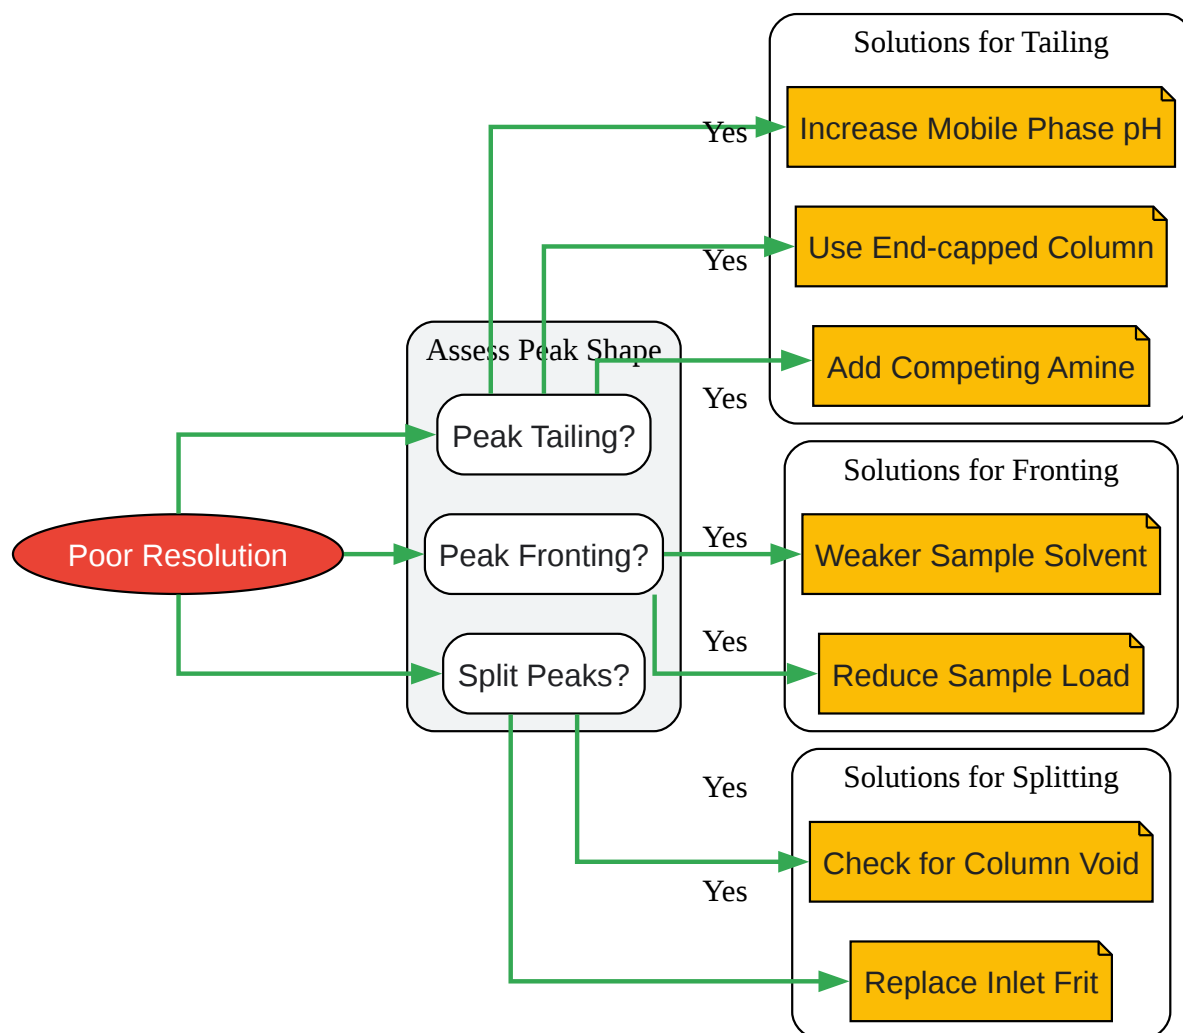 Solutions for Tailing
Yes
Increase Mobile Phase pH
Yes
Use End-capped Column
Assess Peak Shape
Add Competing Amine
Yes
Peak Tailing?
Solutions for Fronting
Poor Resolution
Peak Fronting?
Yes
Weaker Sample Solvent
Yes
Split Peaks?
Reduce Sample Load
Solutions for Splitting
Yes
Check for Column Void
Yes
Replace Inlet Frit